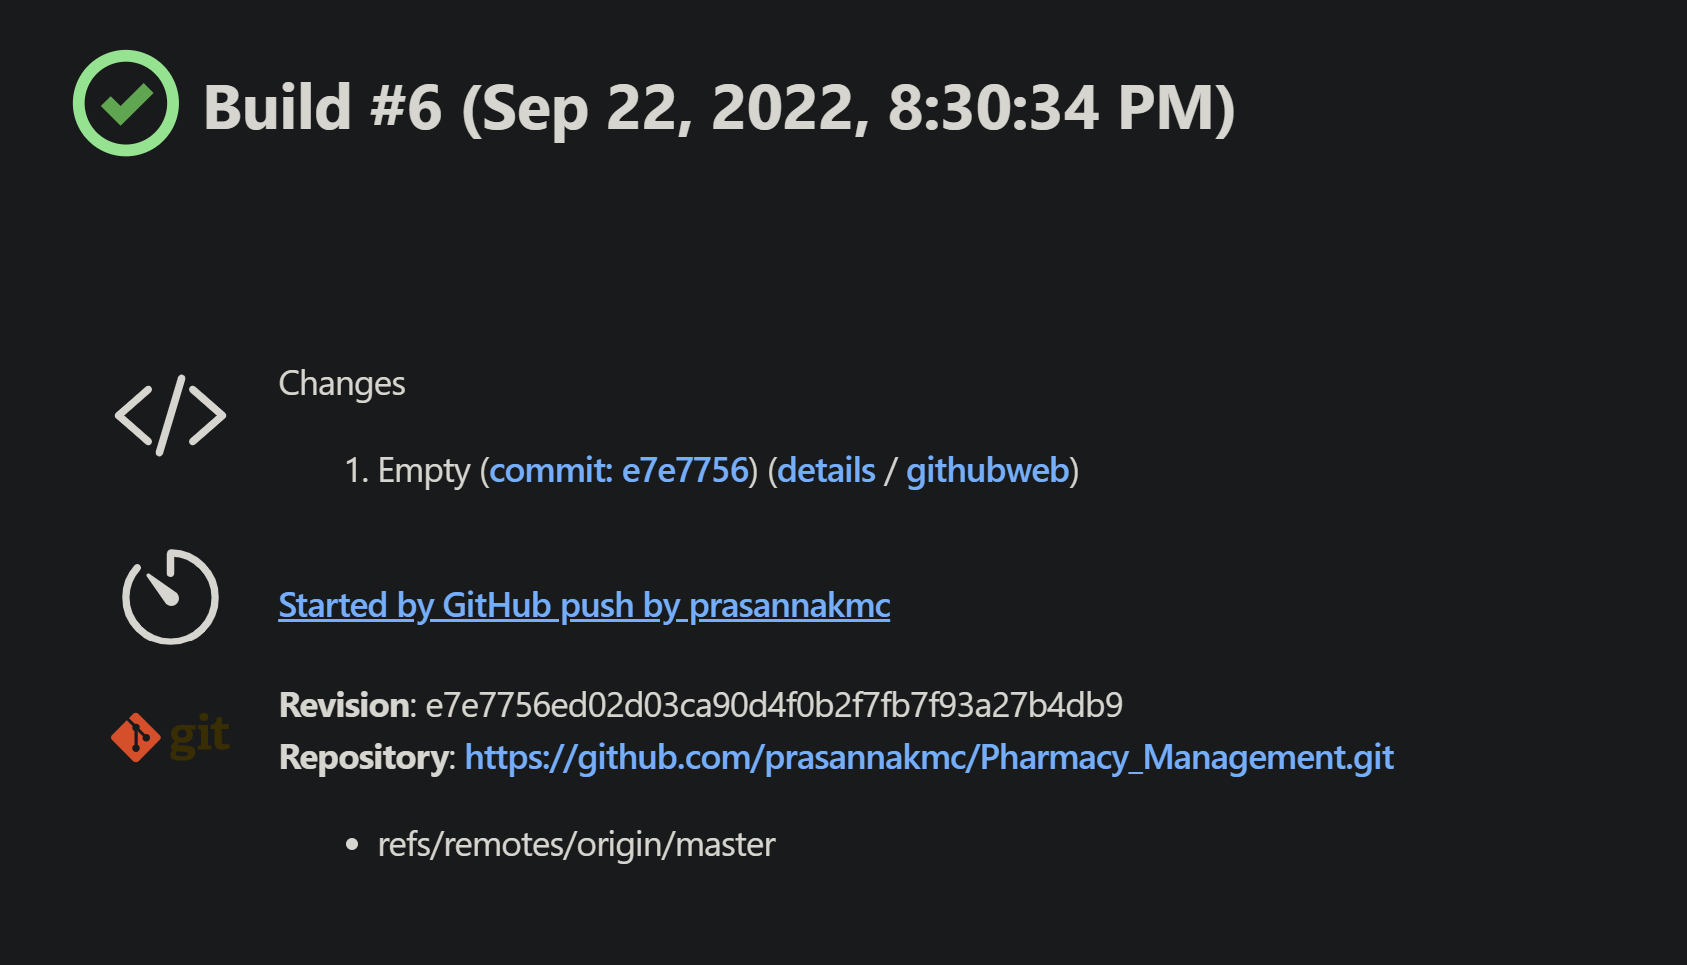 Build #6 (Sep 22, 2022, 8:30:34 PM)
Changes
1. Empty (commit: e7e7756) (details / githubweb)
Started by GitHub push by prasannakmc
git
Revision: e7e7756ed02d03ca90d4f0b2f7fb7f93a27b4db9
Repository: https://github.com/prasannakmc/Pharmacy_Management.git
• refs/remotes/origin/master